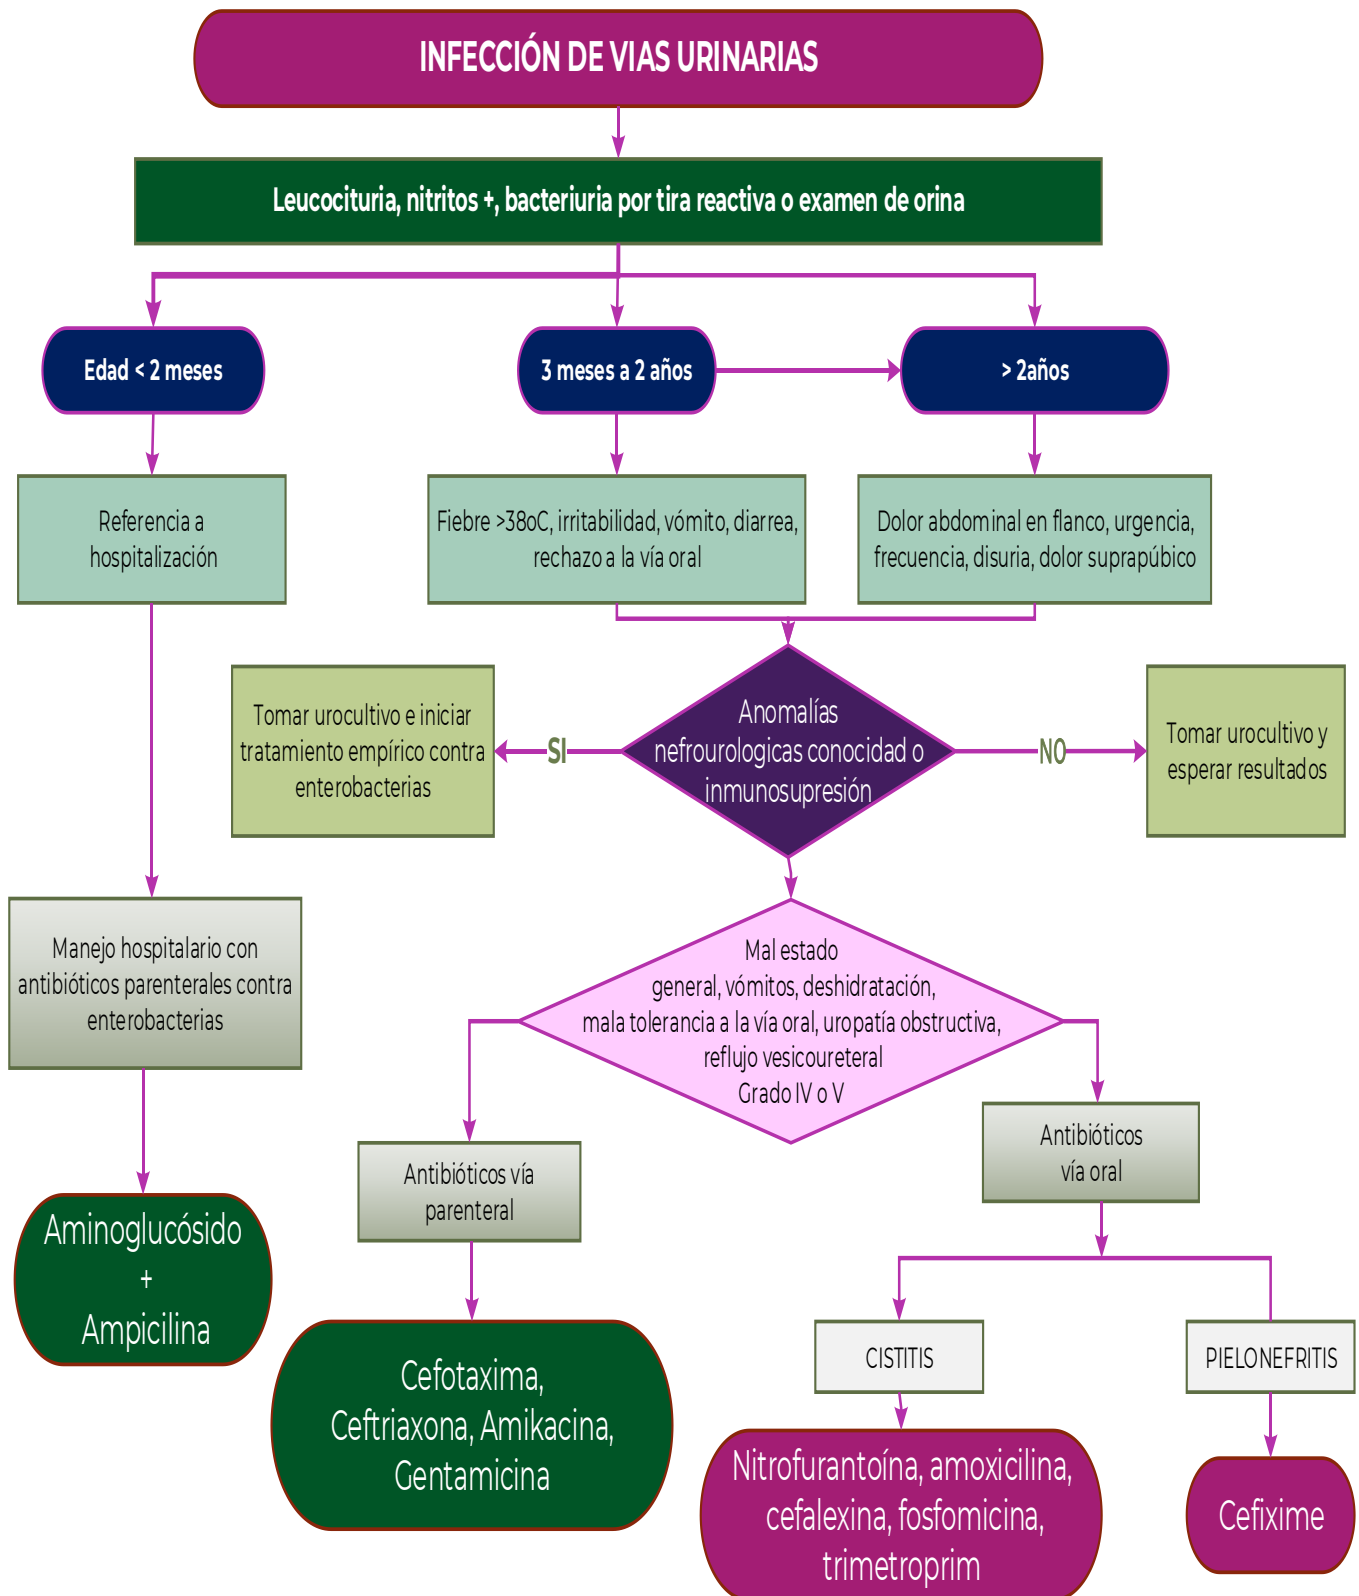 INFECCIÓN DE VIAS URINARIAS
Leucocituria, nitritos +, bacteriuria por tira reactiva o examen de orina
Edad < 2 meses
3 meses a 2 años
> 2años
Referencia a
hospitalización
Fiebre >38oC, irritabilidad, vómito, diarrea,
rechazo a la vía oral
Dolor abdominal en flanco, urgencia,
frecuencia, disuria, dolor suprapúbico
Tomar urocultivo e iniciar
tratamiento empírico contra
enterobacterias
SI
Anomalías
nefrourologicas conocidad o
inmunosupresión
NO
Tomar urocultivo y
esperar resultados
Manejo hospitalario con
antibióticos parenterales contra
enterobacterias
Mal estado
general, vómitos, deshidratación,
mala tolerancia a la vía oral, uropatía obstructiva,
reflujo vesicoureteral
Grado IV o V
Antibióticos vía
parenteral
Antibióticos
vía oral
Aminoglucósido
+
Ampicilina
Cefotaxima,
Ceftriaxona, Amikacina,
Gentamicina
CISTITIS
PIELONEFRITIS
Nitrofurantoína, amoxicilina,
cefalexina, fosfomicina,
trimetroprim
Cefixime